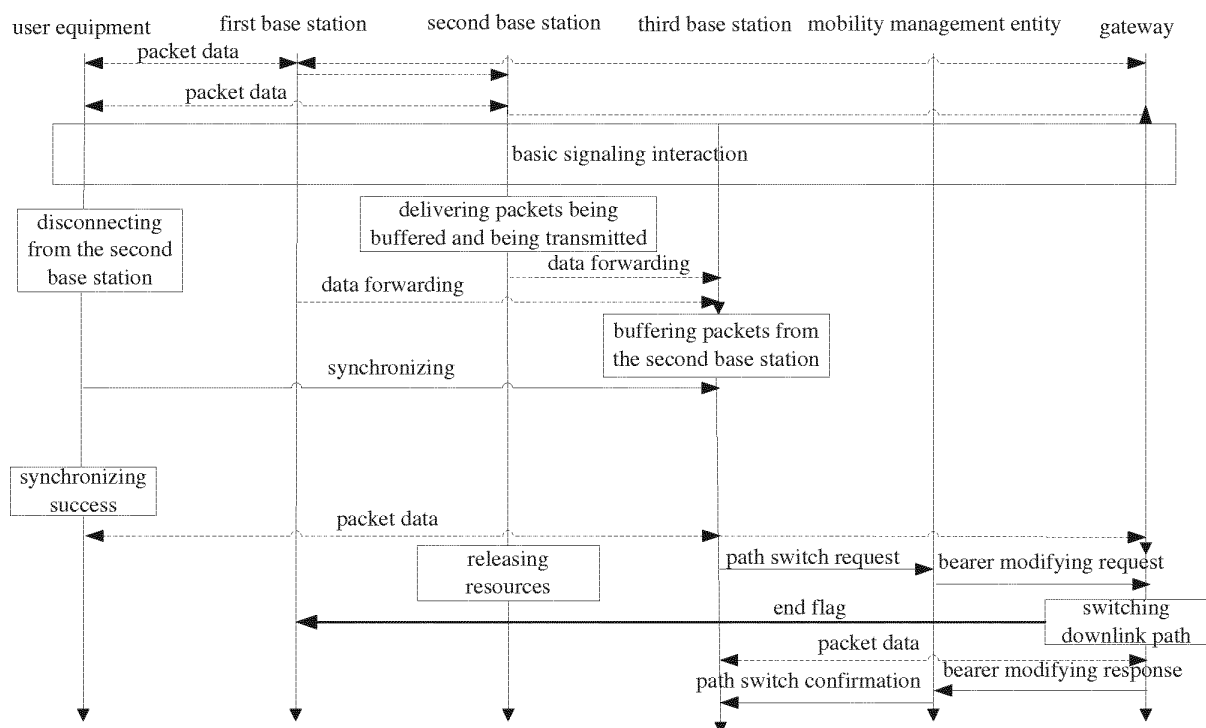 user equipment
first base station
second base station
third base station
mobility management entity
gateway
packet data
packet data
basic signaling interaction
disconnecting
from the second
base station
delivering packets being
buffered and being transmitted
data forwarding
data forwarding
buffering packets from
the second base station
synchronizing
synchronizing
success
packet data
releasing
resources
path switch request
bearer modifying request
end flag
switching
downlink path
packet data
bearer modifying response
path switch confirmation